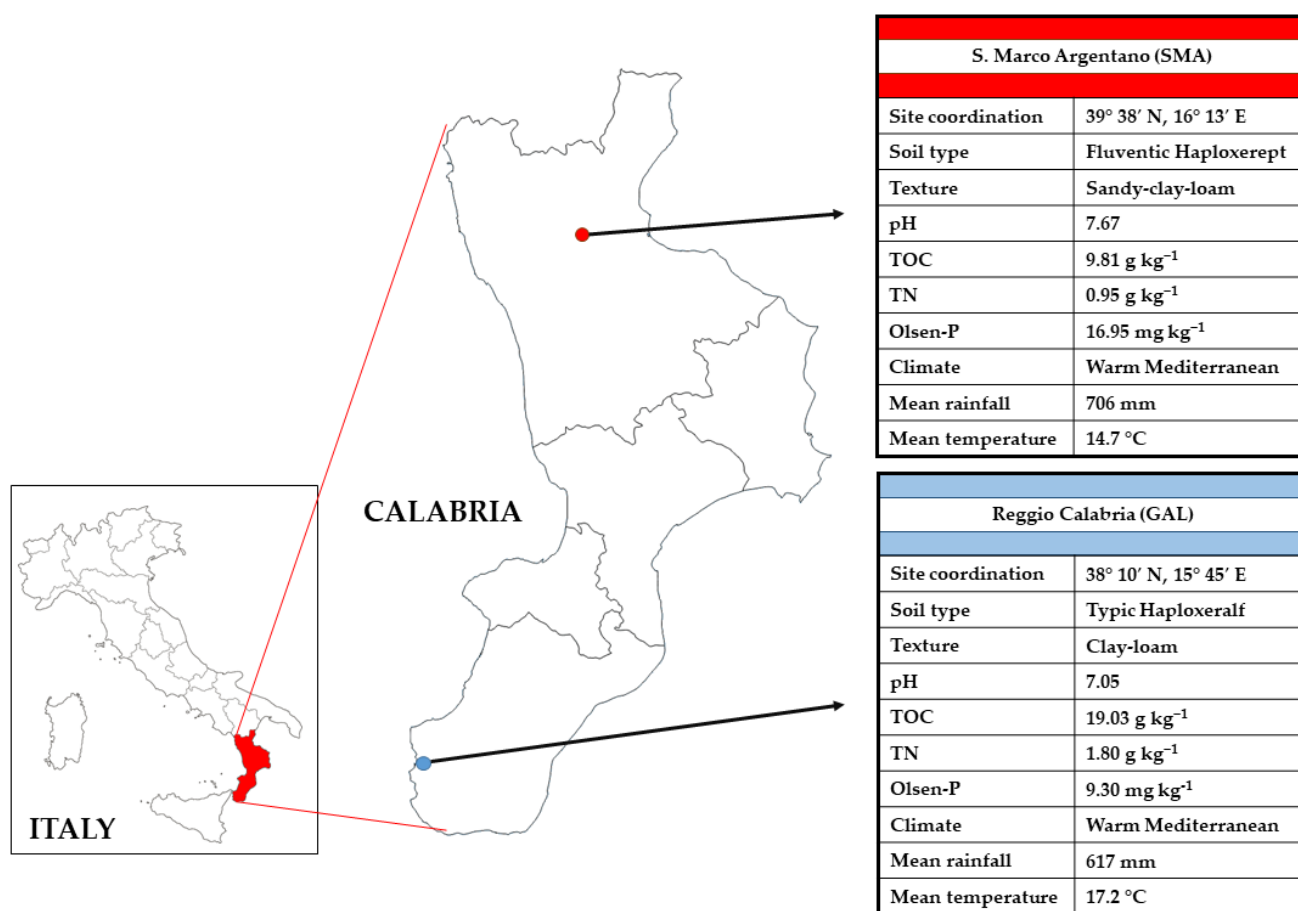 S. Marco Argentano (SMA)
Site coordination 39° 38′ N, 16° 13′ E
Soil type Fluventic Haploxerept
Texture Sandy-clay-loam
pH 7.67
TOC 9.81 g kg⁻¹
TN 0.95 g kg⁻¹
Olsen-P 16.95 mg kg⁻¹
Climate Warm Mediterranean
Mean rainfall 706 mm
Mean temperature 14.7 °C
CALABRIA
ITALY
Reggio Calabria (GAL)
Site coordination 38° 10′ N, 15° 45′ E
Soil type Typic Haploxeralf
Texture Clay-loam
pH 7.05
TOC 19.03 g kg⁻¹
TN 1.80 g kg⁻¹
Olsen-P 9.30 mg kg⁻¹
Climate Warm Mediterranean
Mean rainfall 617 mm
Mean temperature 17.2 °C